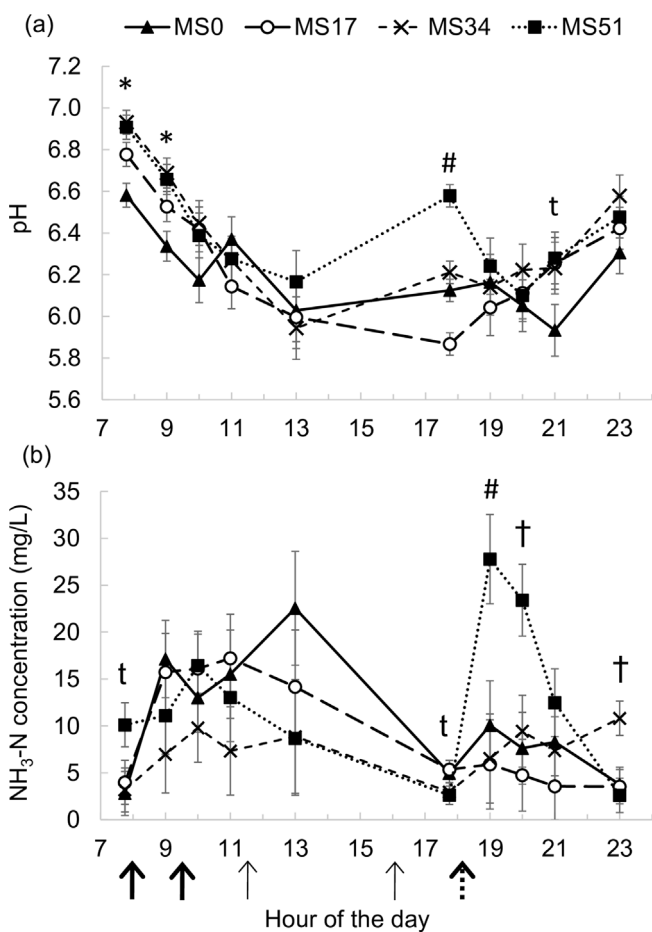 (a) MS0 MS17 MS34 MS51
7.2
7.0
6.8
6.6
6.4
6.2
6.0
5.8
5.6
pH
* * # t
7 9 11 13 15 17 19 21 23
(b)
35
30
25
20
15
10
5
0
NH3-N concentration (mg/L)
t t # † †
7 9 11 13 15 17 19 21 23
Hour of the day